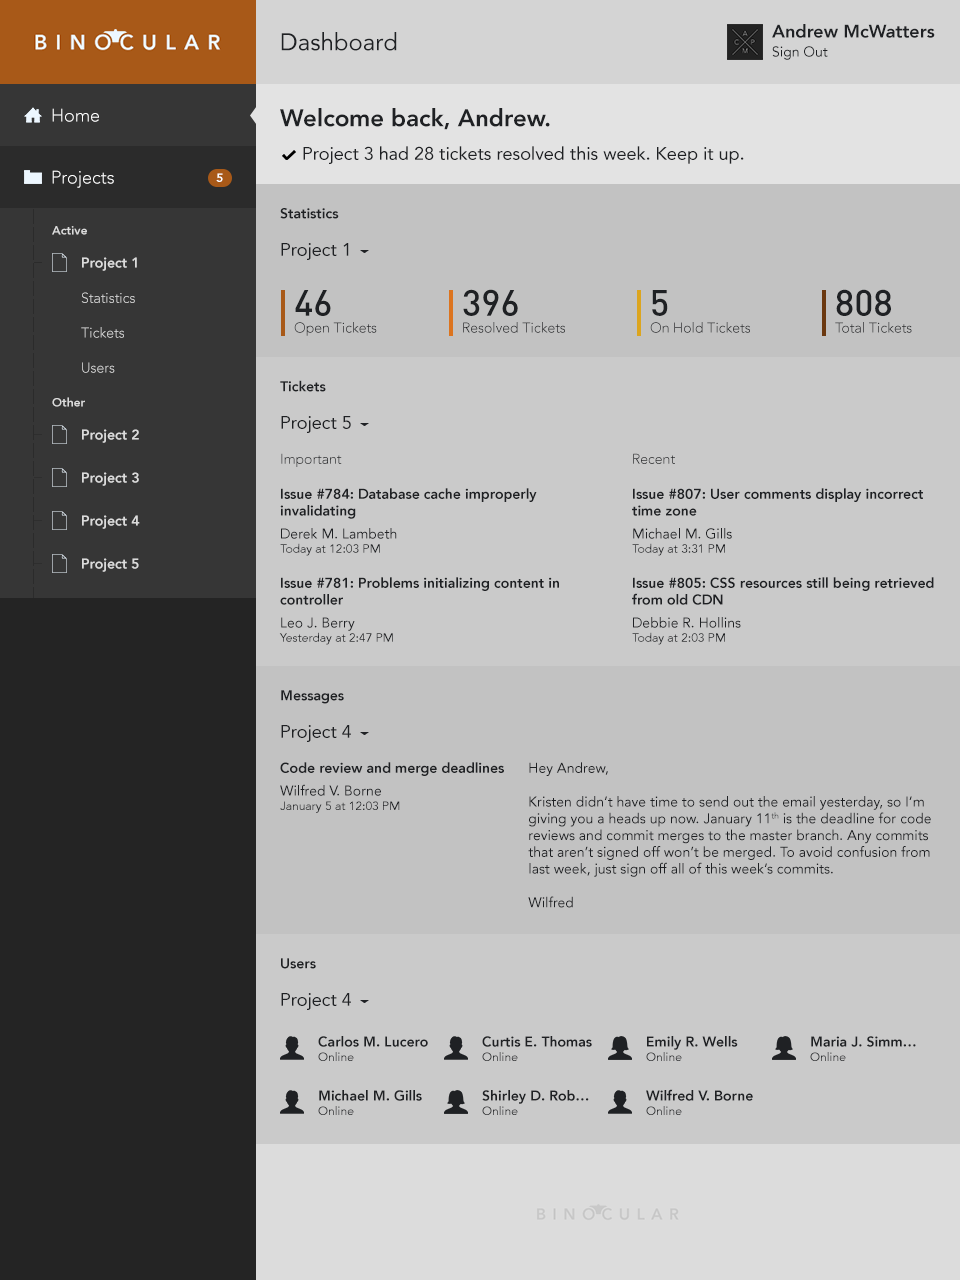 BINOCULAR
Dashboard
Andrew McWatters
Sign Out
A
C P
M
Home
Projects
5
Active
Project 1
Statistics
Tickets
Users
Other
Project 2
Project 3
Project 4
Project 5
Welcome back, Andrew.
Project 3 had 28 tickets resolved this week. Keep it up.
Statistics
Project 1
46
Open Tickets
396
Resolved Tickets
5
On Hold Tickets
808
Total Tickets
Tickets
Project 5
Important
Issue #784: Database cache improperly
invalidating
Derek M. Lambeth
Today at 12:03 PM
Issue #781: Problems initializing content in
controller
Leo J. Berry
Yesterday at 2:47 PM
Recent
Issue #807: User comments display incorrect
time zone
Michael M. Gills
Today at 3:31 PM
Issue #805: CSS resources still being retrieved
from old CDN
Debbie R. Hollins
Today at 2:03 PM
Messages
Project 4
Code review and merge deadlines
Wilfred V. Borne
January 5 at 12:03 PM
Hey Andrew,
Kristen didn’t have time to send out the email yesterday, so I’m
giving you a heads up now. January 11th is the deadline for code
reviews and commit merges to the master branch. Any commits
that aren’t signed off won’t be merged. To avoid confusion from
last week, just sign off all of this week’s commits.
Wilfred
Users
Project 4
Carlos M. Lucero
Online
Curtis E. Thomas
Online
Emily R. Wells
Online
Maria J. Simm…
Online
Michael M. Gills
Online
Shirley D. Rob…
Online
Wilfred V. Borne
Online
BINOCULAR